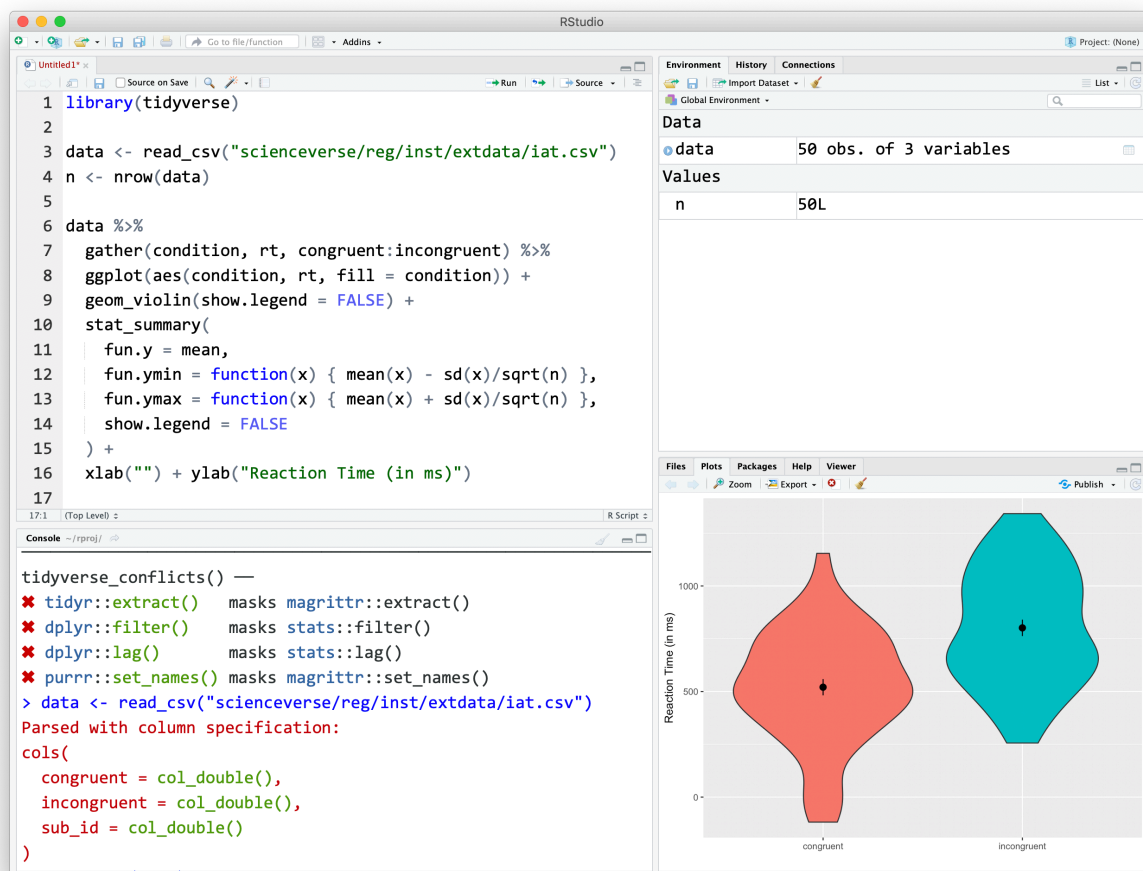 RStudio
Go to file/function
Addins
Project: (None)
Untitled1*
Source on Save
Run
Source
1 library(tidyverse)
2
3 data <- read_csv("scienceverse/reg/inst/extdata/iat.csv")
4 n <- nrow(data)
5
6 data %>%
7 gather(condition, rt, congruent:incongruent) %>%
8 ggplot(aes(condition, rt, fill = condition)) +
9 geom_violin(show.legend = FALSE) +
10 stat_summary(
11 fun.y = mean,
12 fun.ymin = function(x) { mean(x) - sd(x)/sqrt(n) },
13 fun.ymax = function(x) { mean(x) + sd(x)/sqrt(n) },
14 show.legend = FALSE
15 ) +
16 xlab("") + ylab("Reaction Time (in ms)")
17
17:1 (Top Level) R Script
Console ~/rproj/
tidyverse_conflicts() ──
✖ tidyr::extract() masks magrittr::extract()
✖ dplyr::filter() masks stats::filter()
✖ dplyr::lag() masks stats::lag()
✖ purrr::set_names() masks magrittr::set_names()
> data <- read_csv("scienceverse/reg/inst/extdata/iat.csv")
Parsed with column specification:
cols(
congruent = col_double(),
incongruent = col_double(),
sub_id = col_double()
)
Environment History Connections
Import Dataset List
Global Environment
Data
data 50 obs. of 3 variables
Values
n 50L
Files Plots Packages Help Viewer
Zoom Export Publish
Reaction Time (in ms)
1000
500
0
congruent incongruent